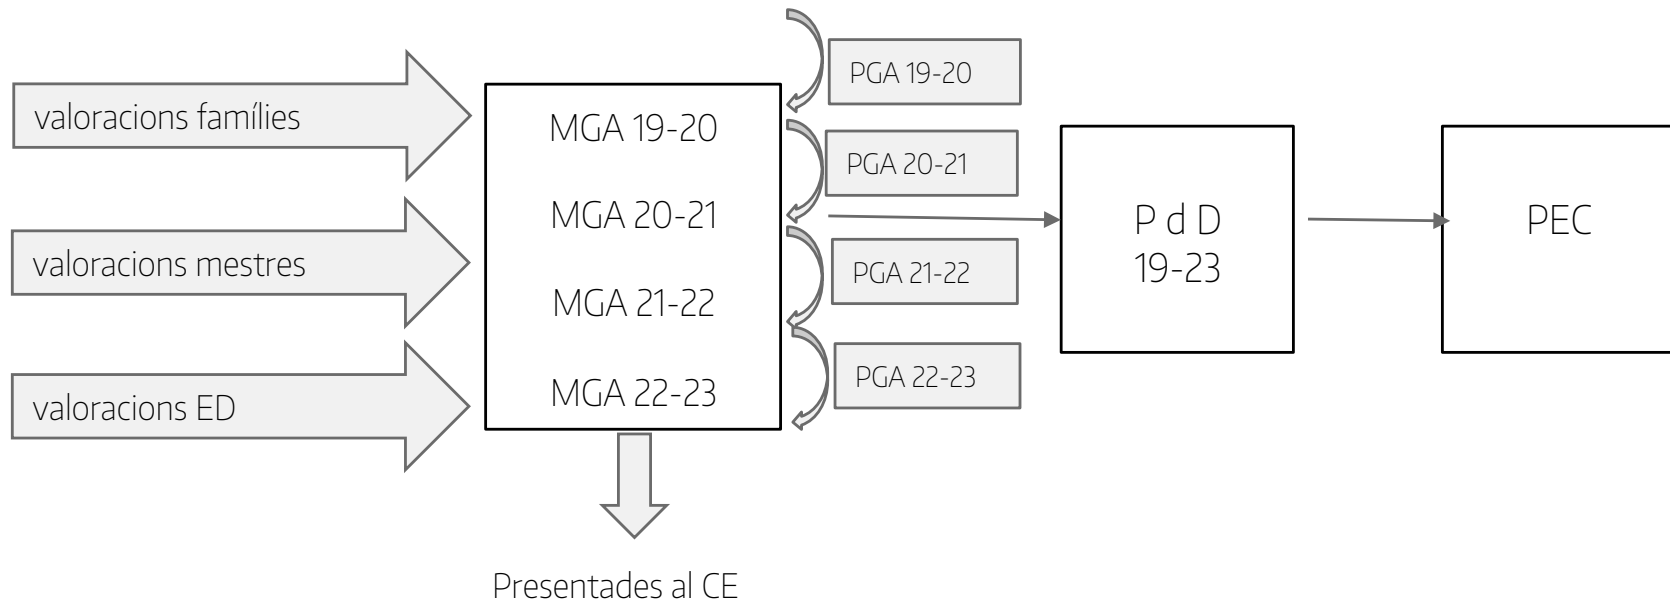 valoracions famílies
valoracions mestres
valoracions ED
MGA 19-20
MGA 20-21
MGA 21-22
MGA 22-23
Presentades al CE
PGA 19-20
PGA 20-21
PGA 21-22
PGA 22-23
P d D
19-23
PEC